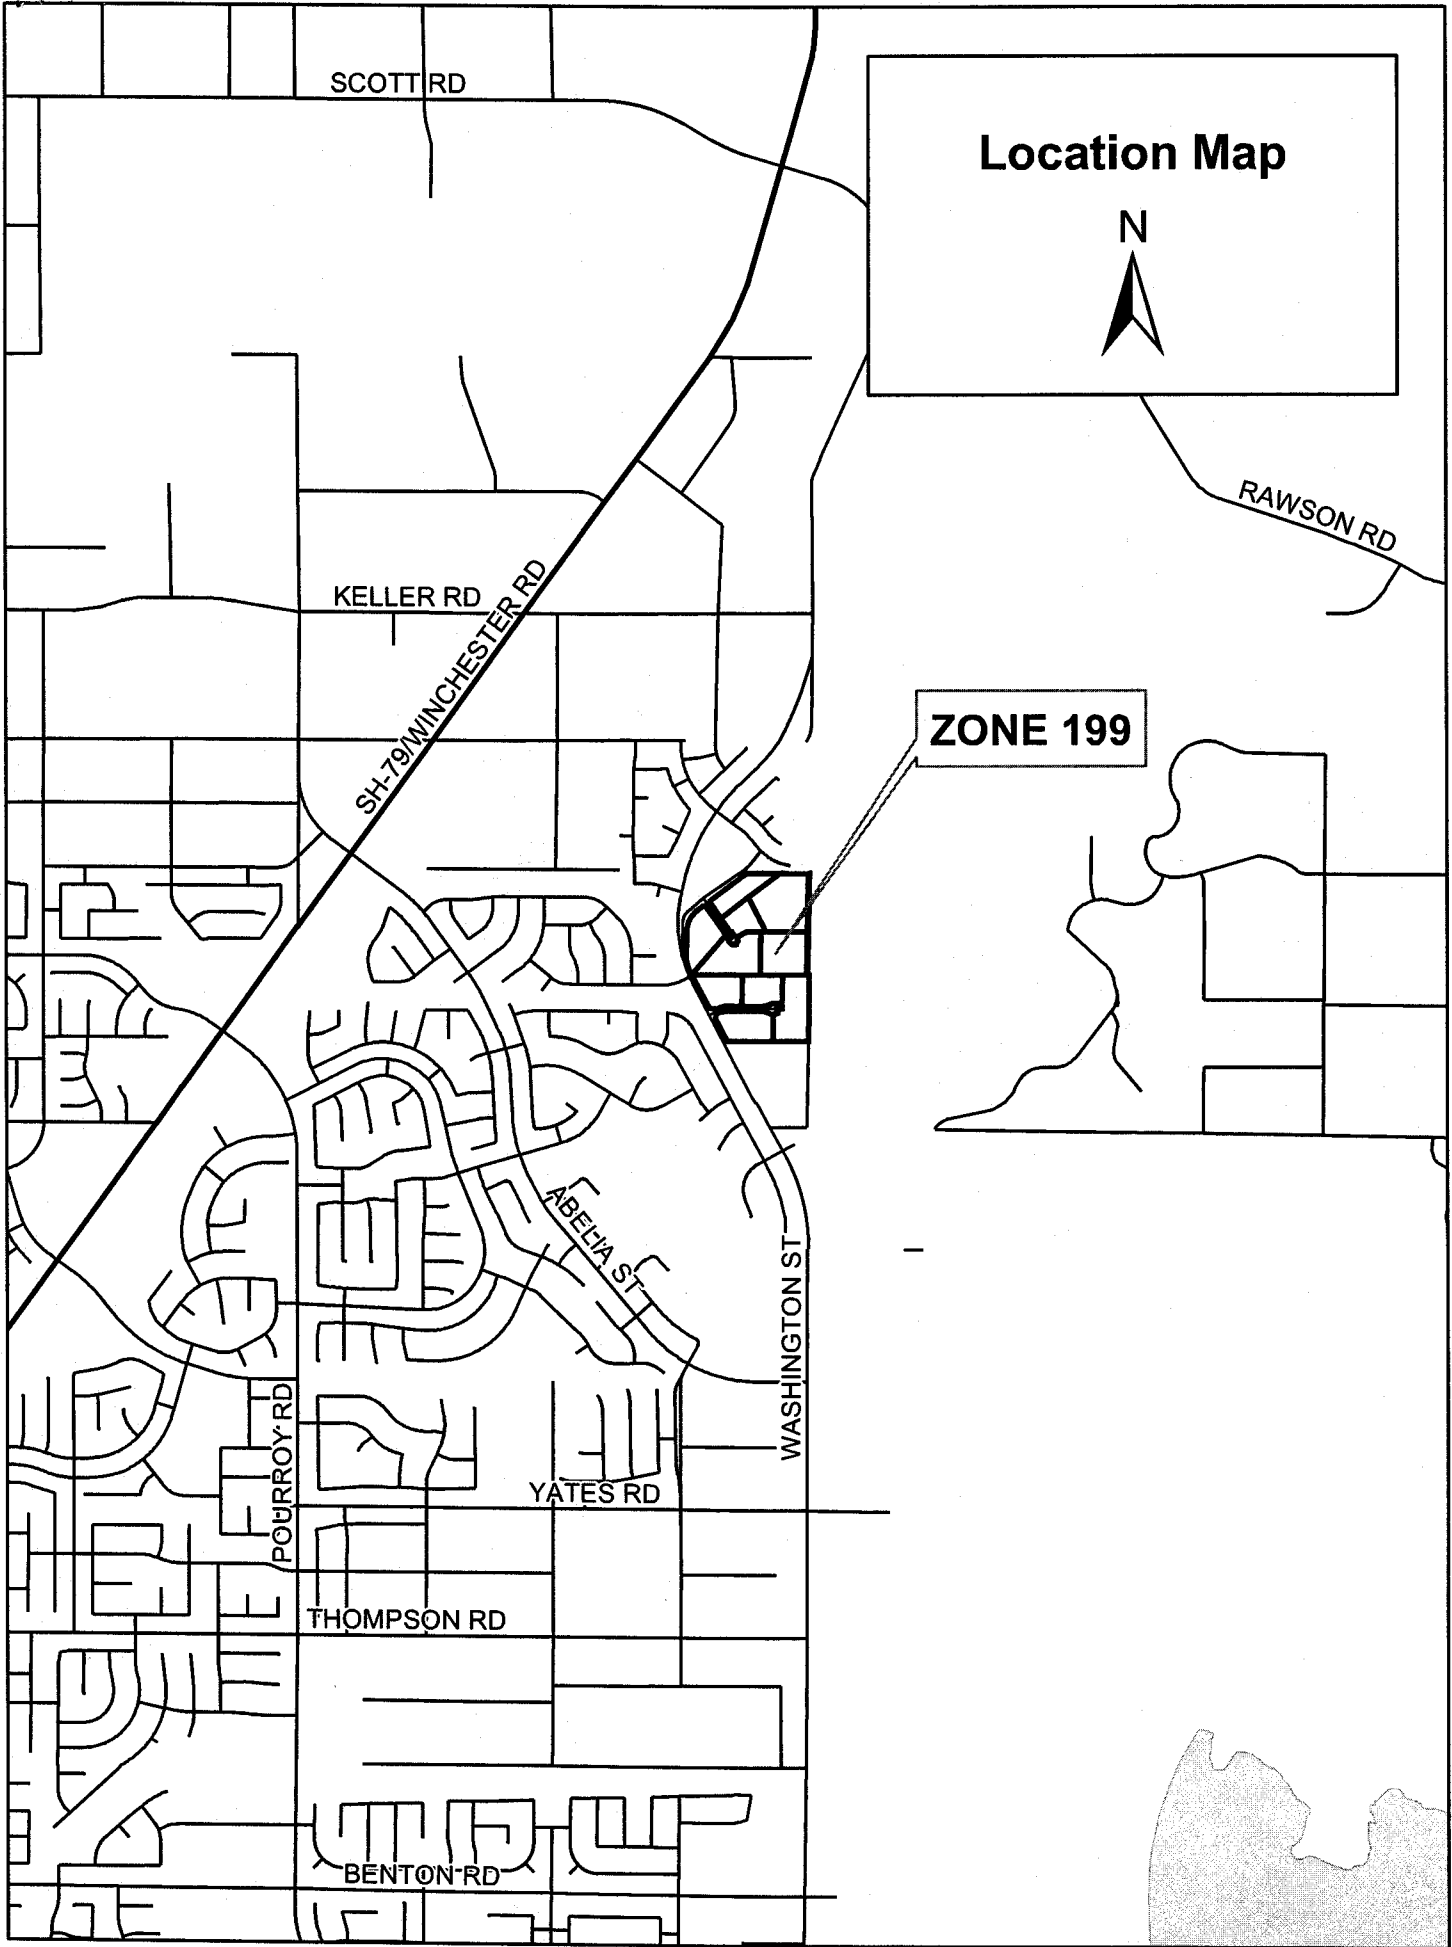 SCOTT RD
Location Map
N
RAWSON RD
KELLER RD
SH-79/WINCHESTER RD
ZONE 199
ABELIA ST
WASHINGTON ST
POURROY RD
YATES RD
THOMPSON RD
BENTON RD